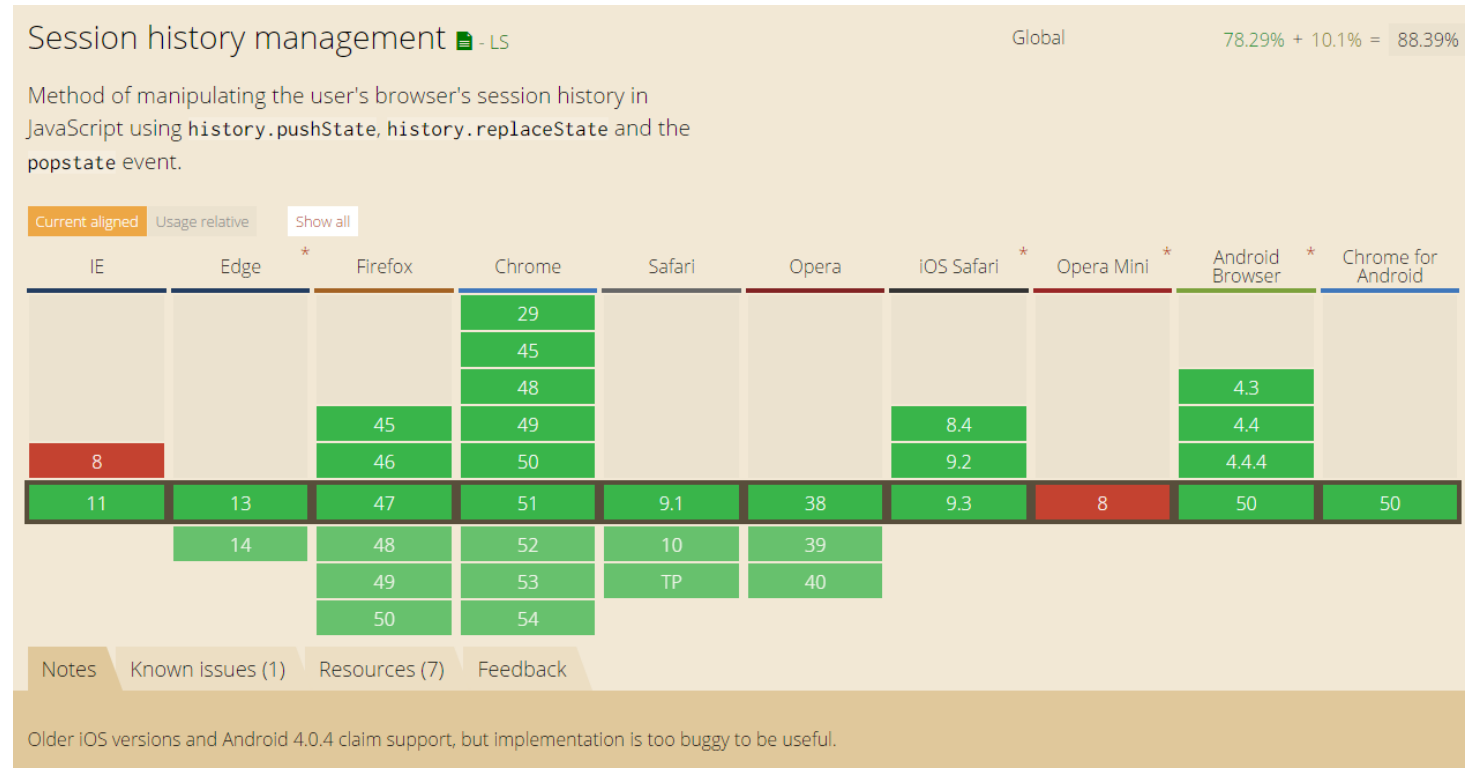 Session history management - LS
Global 78.29% + 10.1% = 88.39%
Method of manipulating the user's browser's session history in
JavaScript using history.pushState, history.replaceState and the
popstate event.
Current aligned Usage relative Show all
IE Edge * Firefox Chrome Safari Opera iOS Safari * Opera Mini * Android Browser * Chrome for Android
29
45
48 4.3
45 49 8.4 4.4
8 46 50 9.2 4.4.4
11 13 47 51 9.1 38 9.3 8 50 50
14 48 52 10 39
49 53 TP 40
50 54
Notes Known issues (1) Resources (7) Feedback
Older iOS versions and Android 4.0.4 claim support, but implementation is too buggy to be useful.